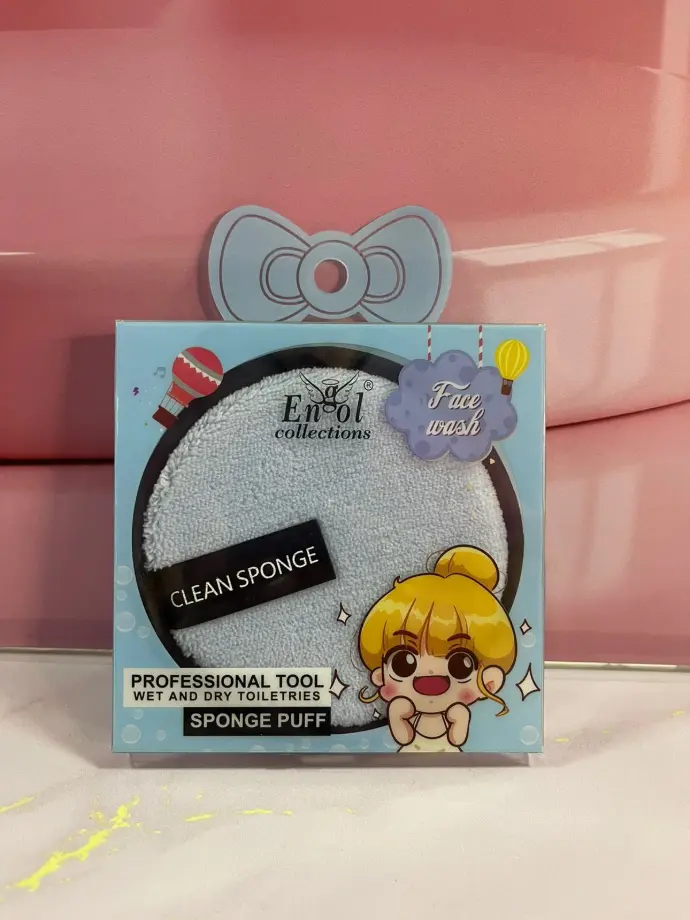 Engol ®
collections
Face
wash
CLEAN SPONGE
PROFESSIONAL TOOL
WET AND DRY TOILETRIES
SPONGE PUFF